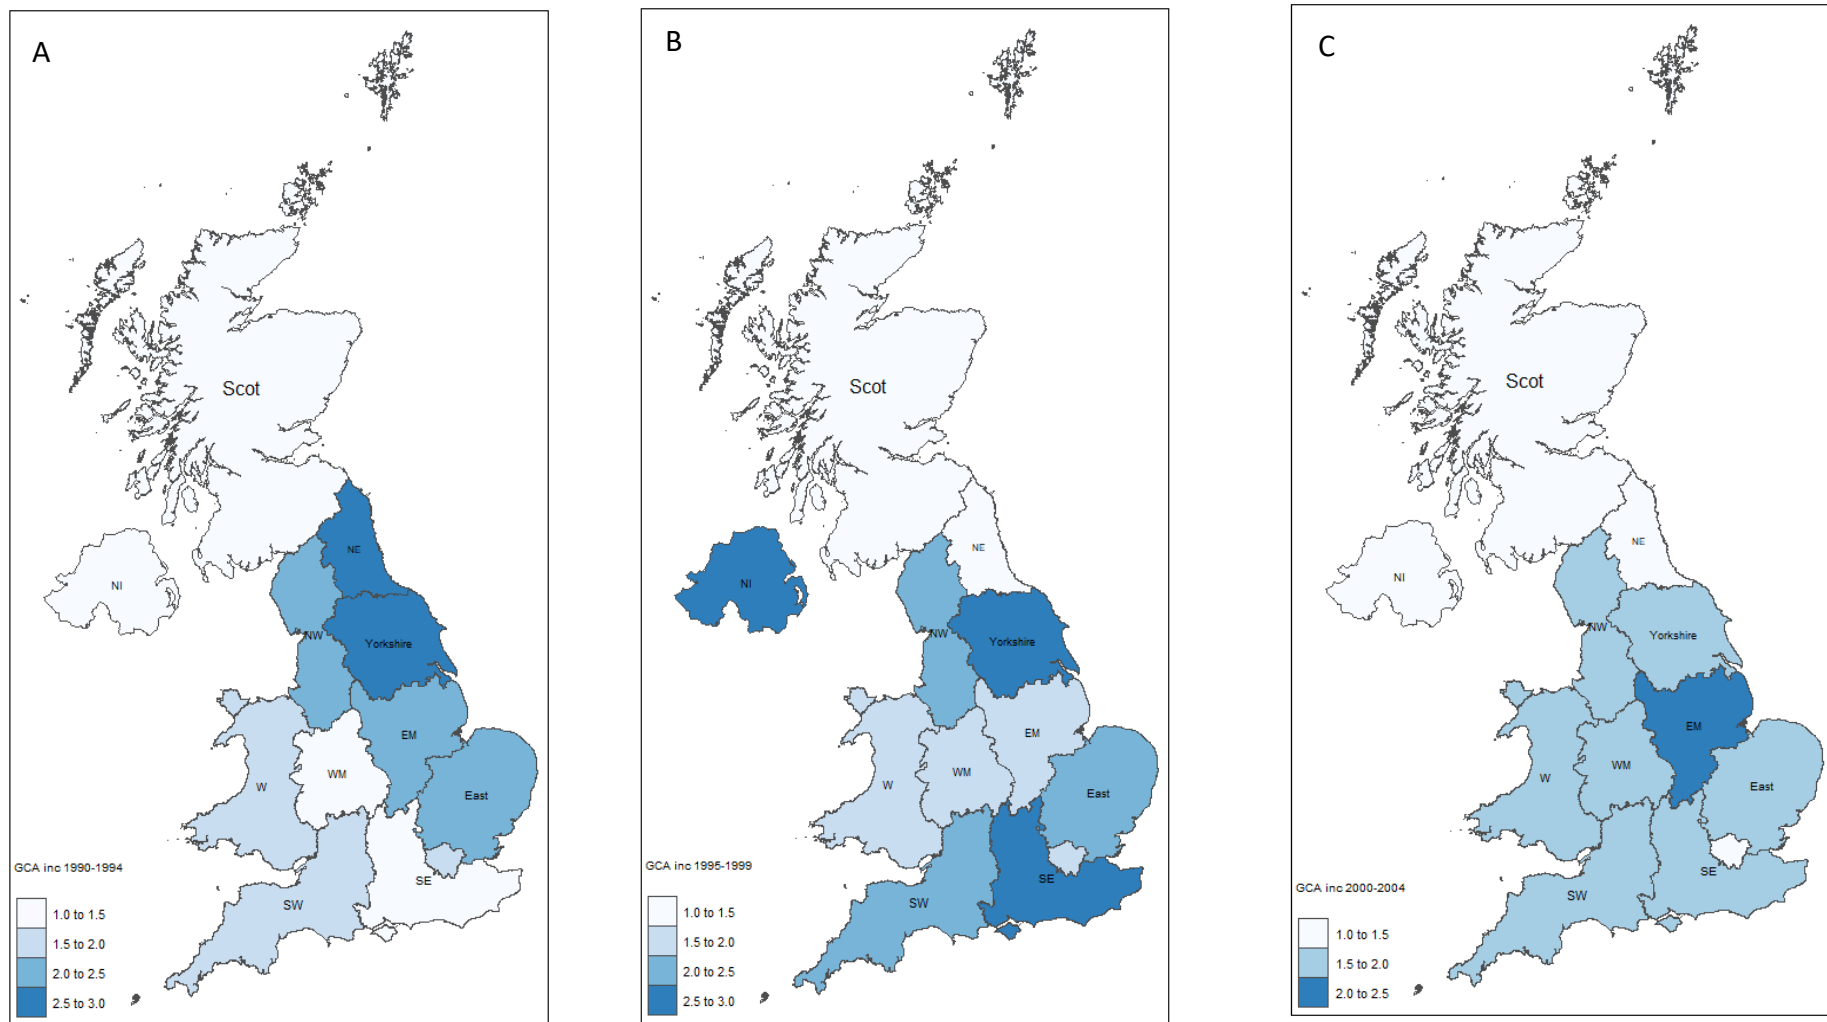 A
Scot
NE
NI
NW
Yorkshire
EM
WM
W
East
SE
SW
GCA inc 1990-1994
1.0 to 1.5
1.5 to 2.0
2.0 to 2.5
2.5 to 3.0
B
Scot
NE
NI
NW
Yorkshire
EM
WM
W
East
SE
SW
GCA inc 1995-1999
1.0 to 1.5
1.5 to 2.0
2.0 to 2.5
2.5 to 3.0
C
Scot
NE
NI
NW
Yorkshire
EM
WM
W
East
SE
SW
GCA inc 2000-2004
1.0 to 1.5
1.5 to 2.0
2.0 to 2.5